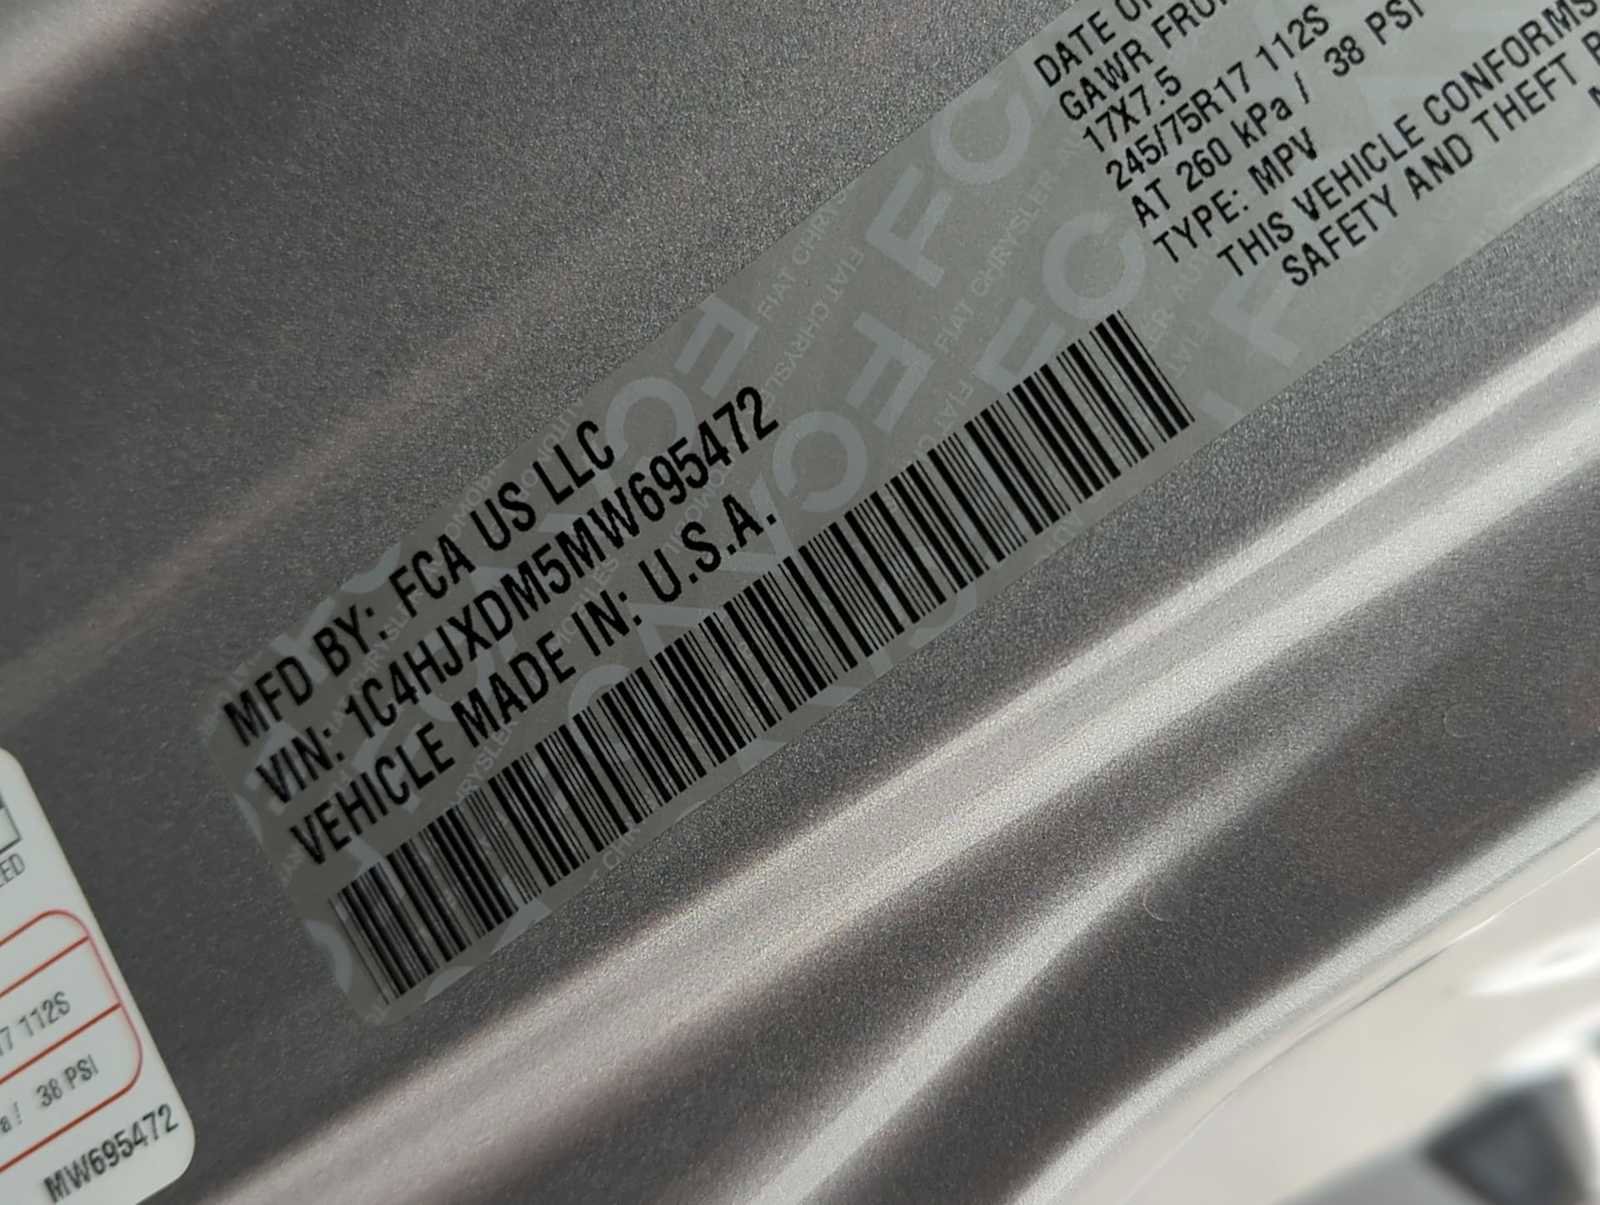 DATE O
GAWR FRO
17X7.5
245/75R17 112S
AT 260 kPa / 38 PSI
TYPE: MPV
THIS VEHICLE CONFORMS
SAFETY AND THEFT
MFD BY: FCA US LLC
VIN: 1C4HJXDM5MW695472
VEHICLE MADE IN: U.S.A.
17 112S
a / 38 PSI
MW695472
FCA
FIAT CHRYSLER AUTOMOBILES